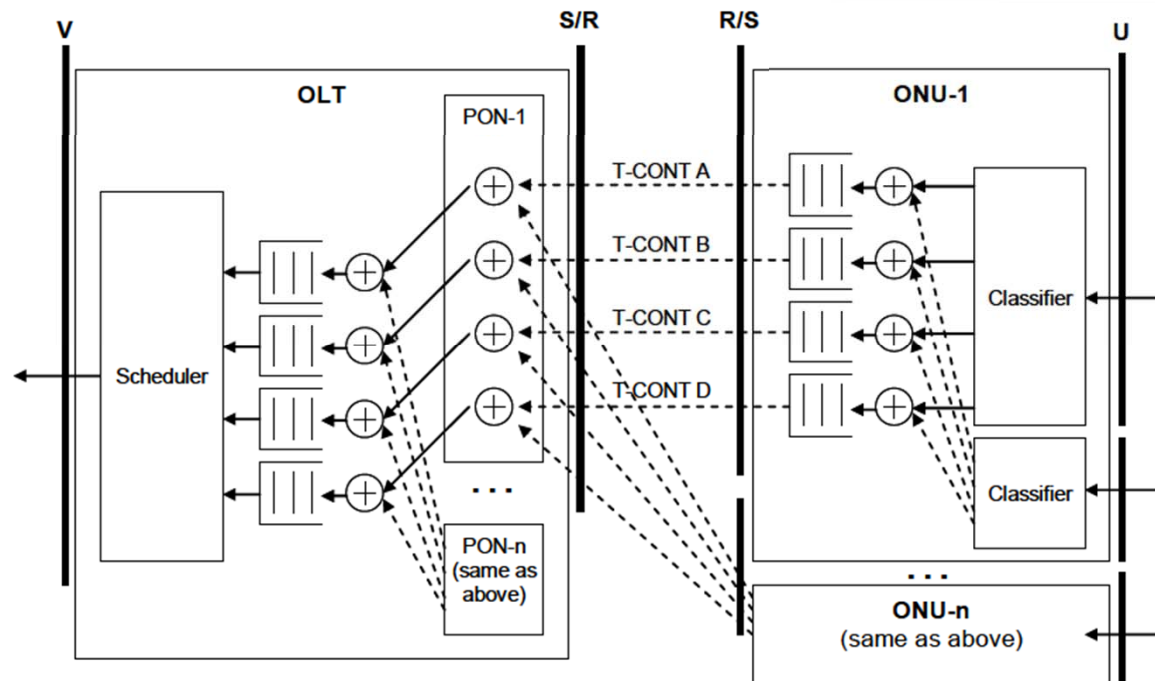 V
S/R
R/S
U
OLT
PON-1
ONU-1
T-CONT A
T-CONT B
T-CONT C
T-CONT D
Scheduler
Classifier
Classifier
. . .
PON-n
(same as
above)
. . .
ONU-n
(same as above)